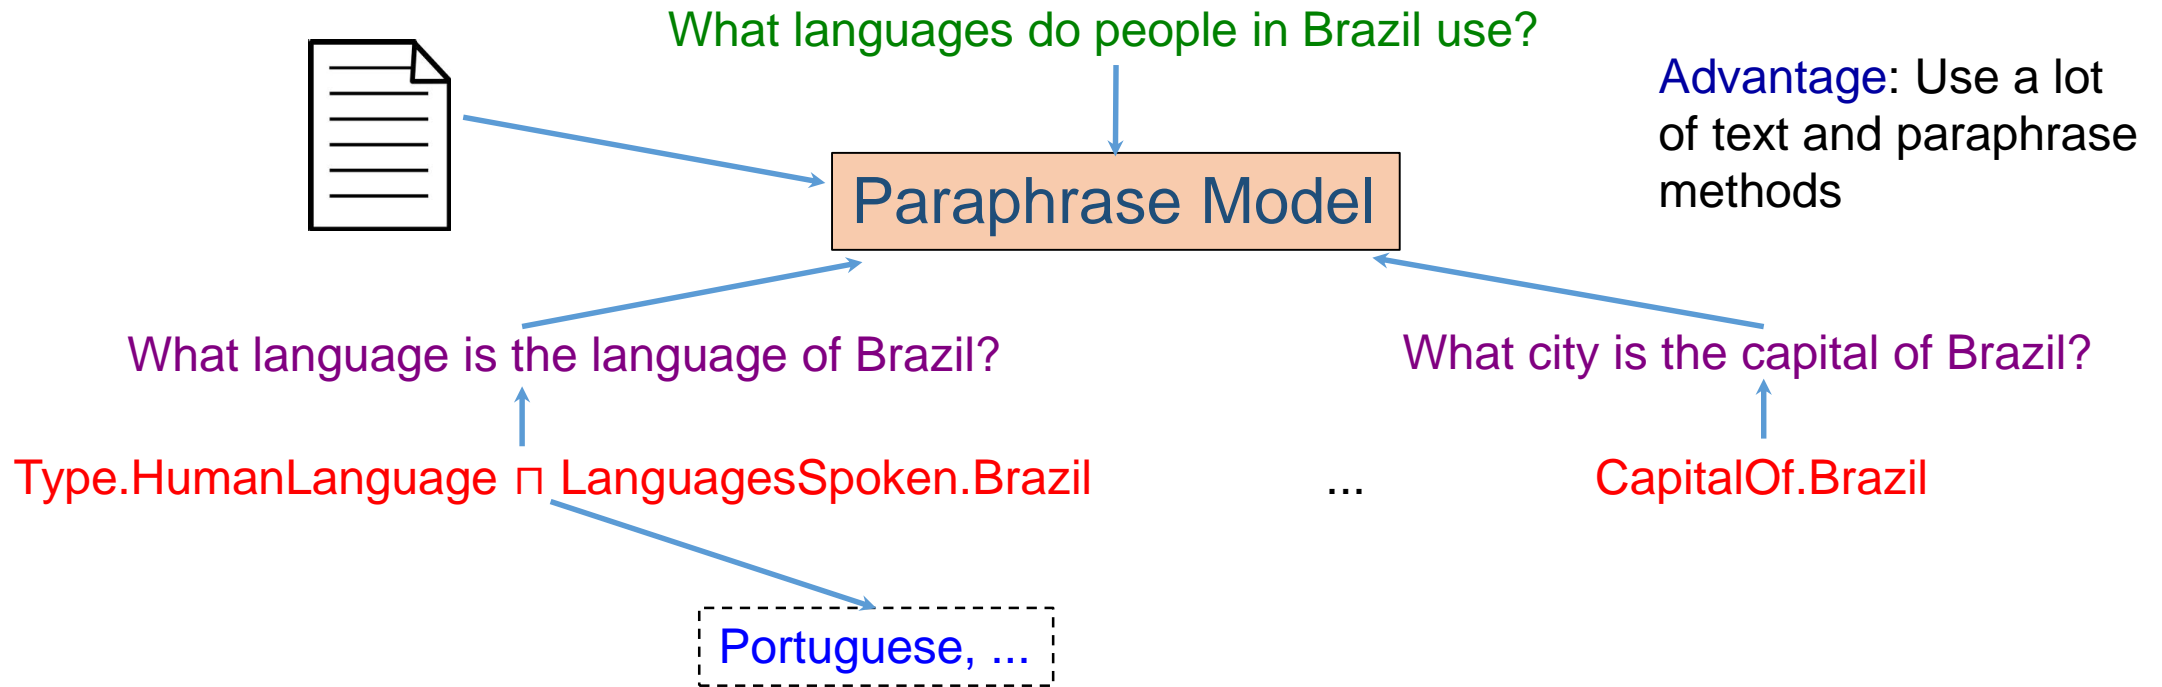 What languages do people in Brazil use?
Advantage: Use a lot
of text and paraphrase
methods
Paraphrase Model
What language is the language of Brazil?
What city is the capital of Brazil?
Type.HumanLanguage ⊓ LanguagesSpoken.Brazil
...
CapitalOf.Brazil
Portuguese, ...